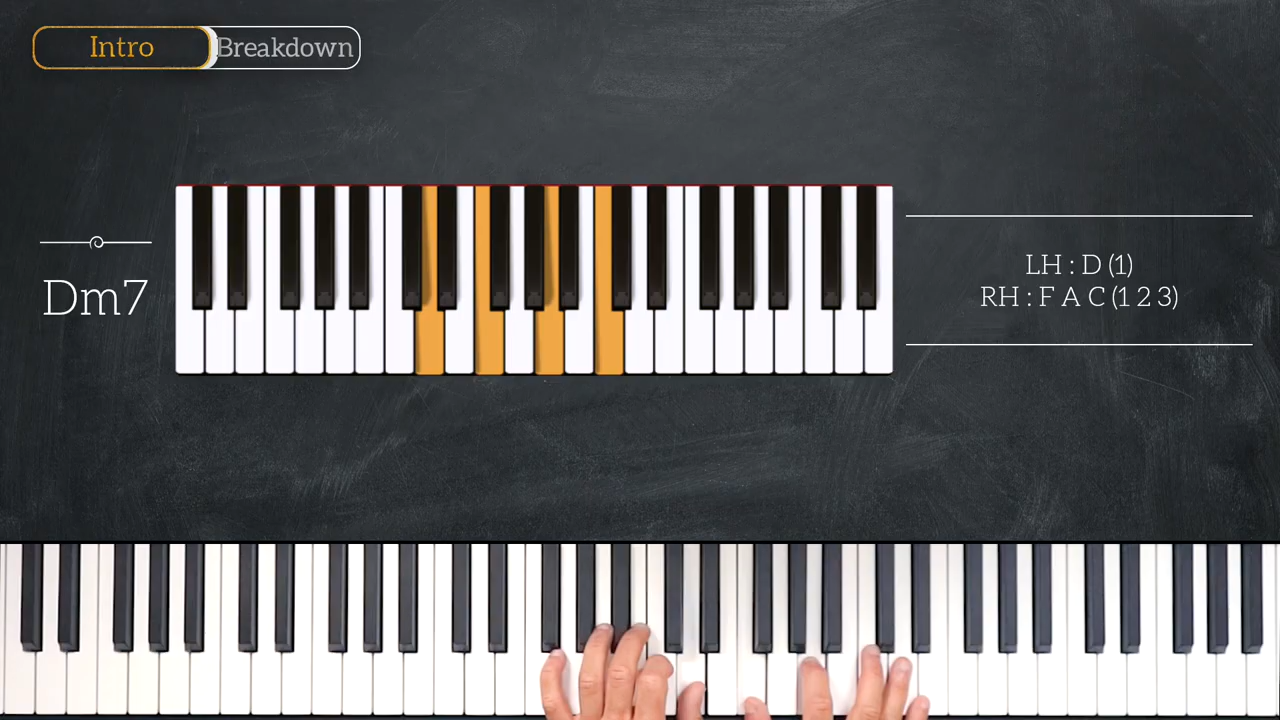 Intro
Breakdown
Dm7
LH : D (1)
RH : F A C (1 2 3)